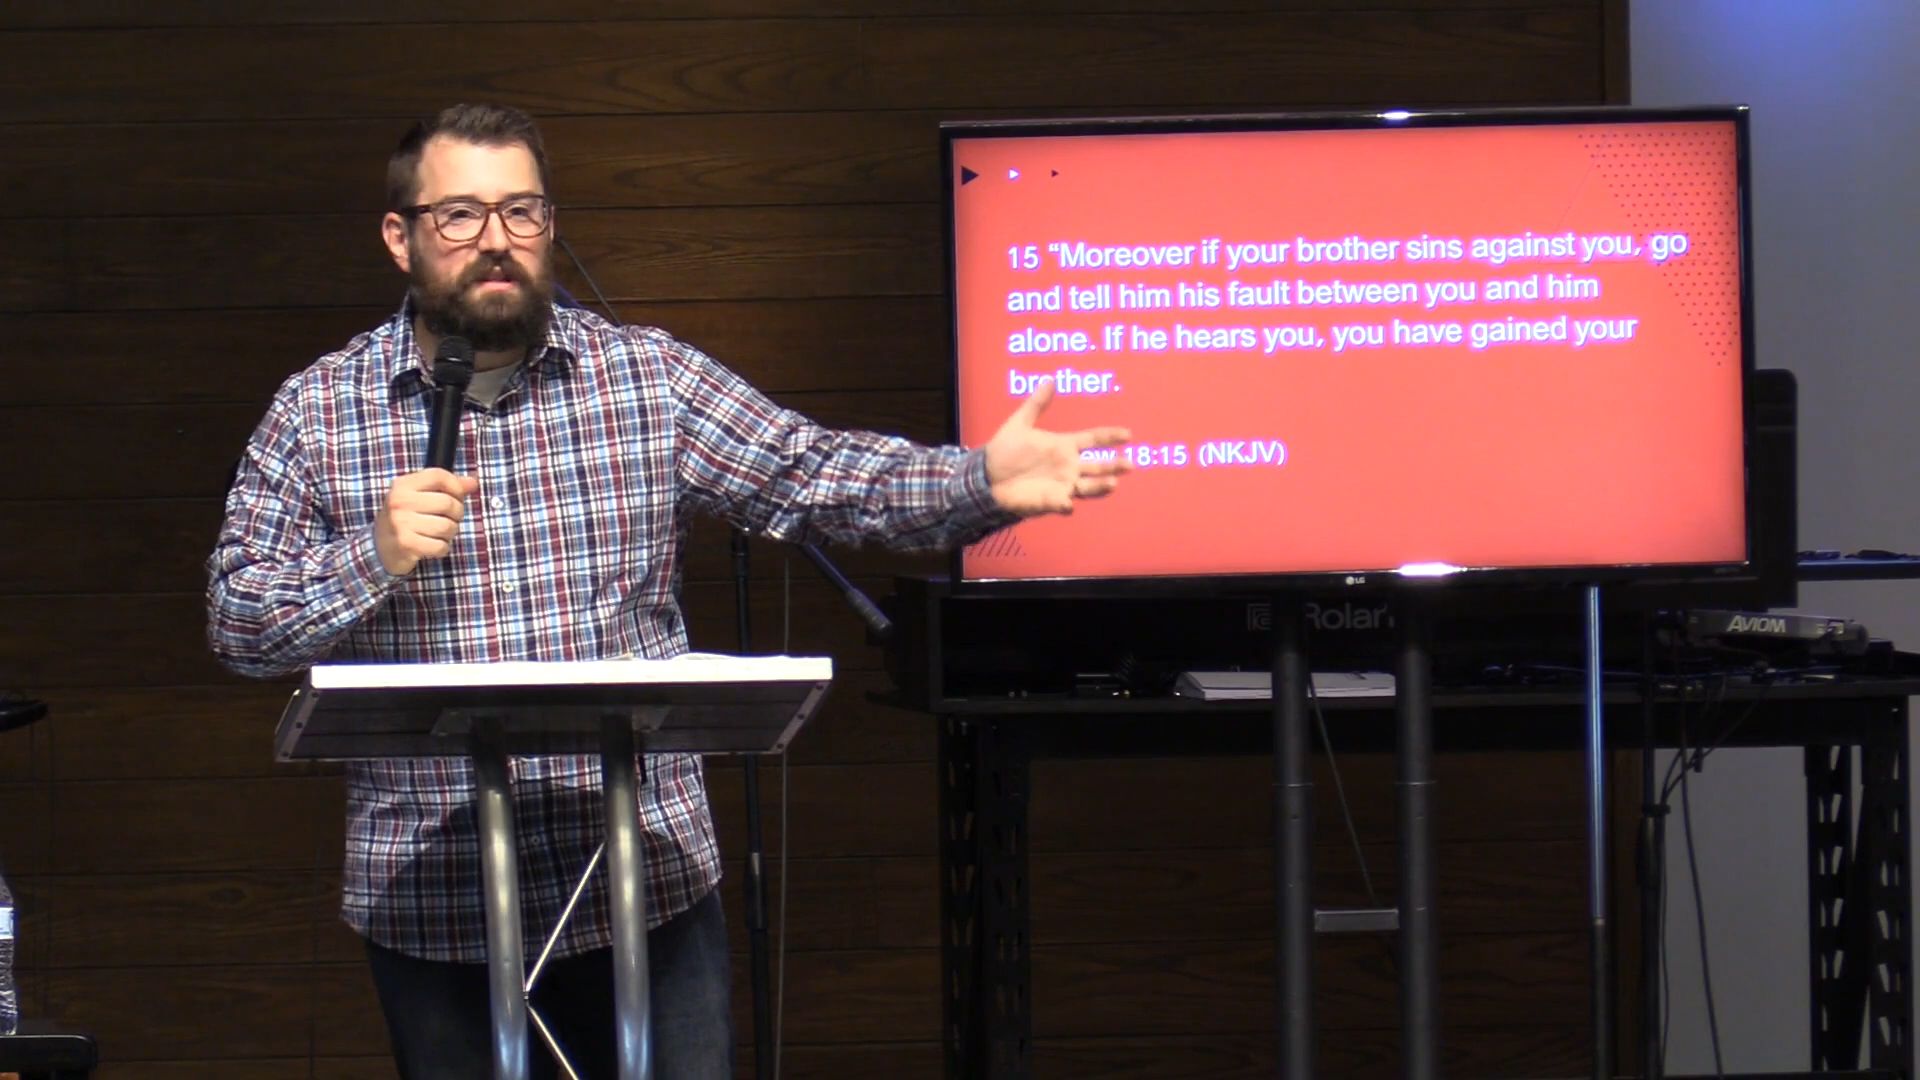 15 “Moreover if your brother sins against you, go
and tell him his fault between you and him
alone. If he hears you, you have gained your
brother.
18:15 (NKJV)
LG
Roland
AVIOM